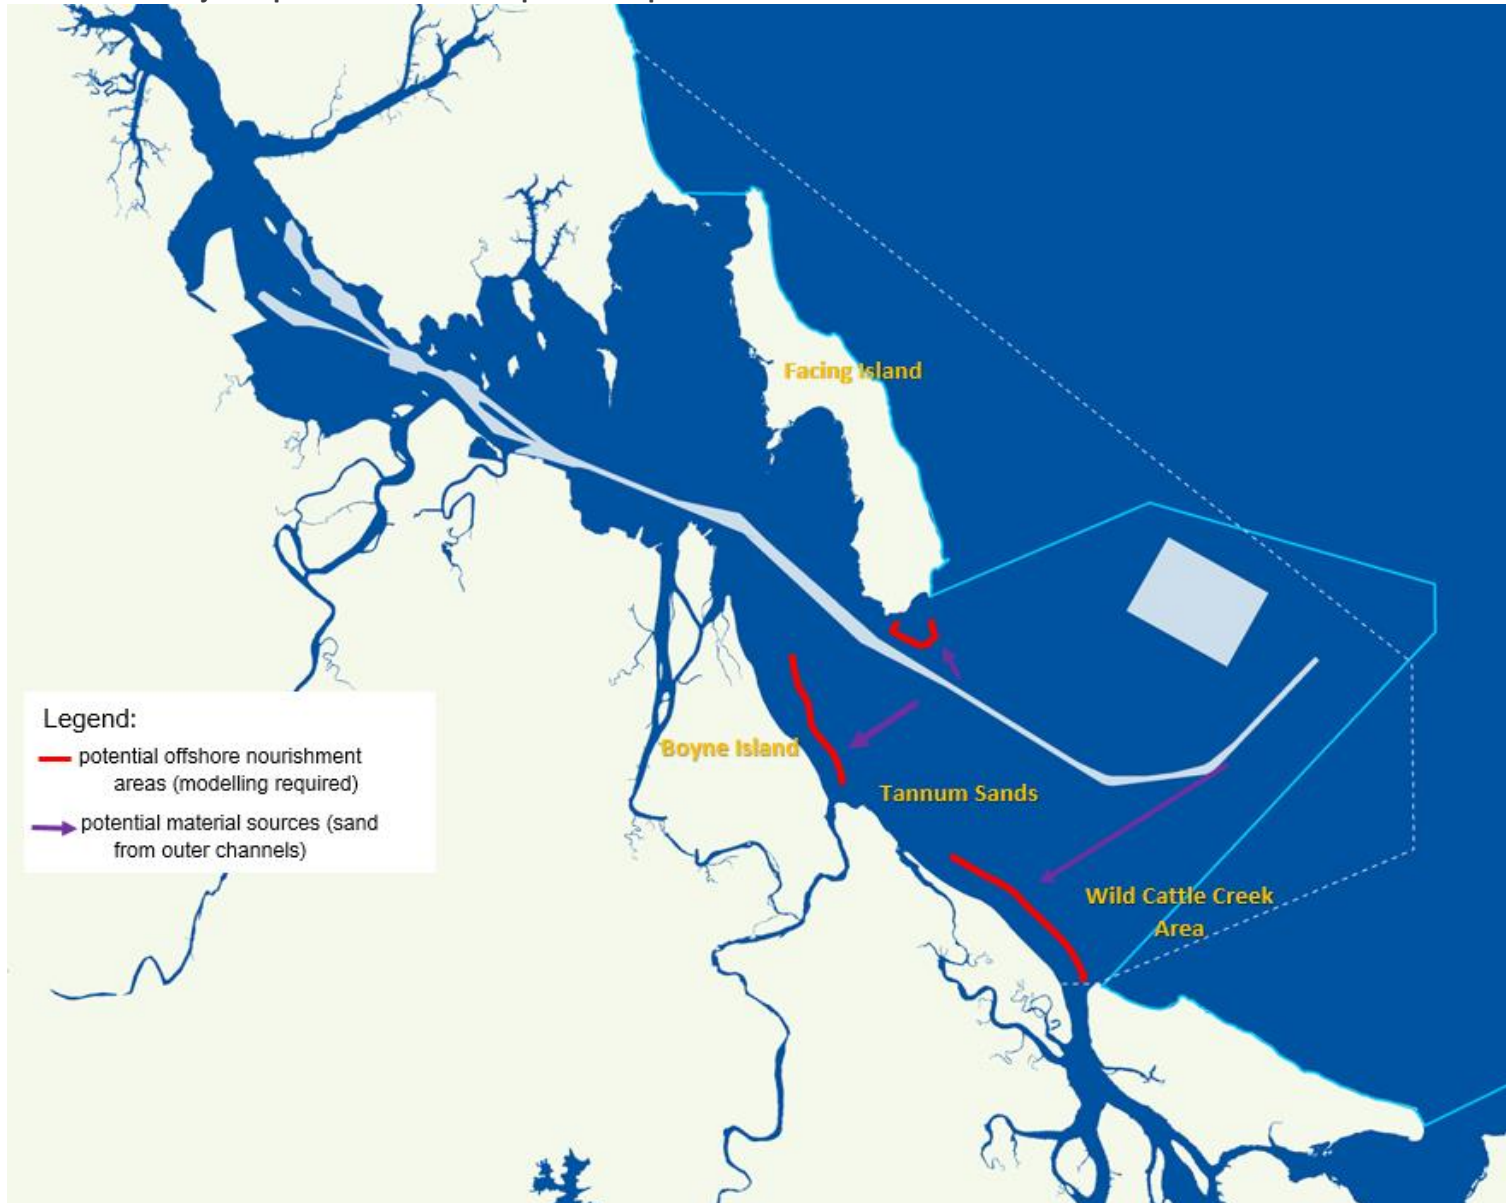 Facing Island
Legend:
potential offshore nourishment
areas (modelling required)
potential material sources (sand
from outer channels)
Boyne Island
Tannum Sands
Wild Cattle Creek
Area